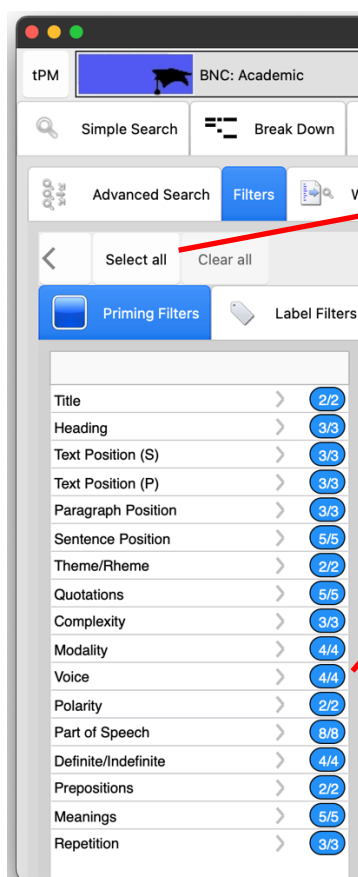 tPM BNC: Academic
Simple Search Break Down
Advanced Search Filters
Select all Clear all
Priming Filters Label Filters
Title 2/2
Heading 3/3
Text Position (S) 3/3
Text Position (P) 3/3
Paragraph Position 3/3
Sentence Position 5/5
Theme/Rheme 2/2
Quotations 5/5
Complexity 3/3
Modality 4/4
Voice 4/4
Polarity 2/2
Part of Speech 8/8
Definite/Indefinite 4/4
Prepositions 2/2
Meanings 5/5
Repetition 3/3